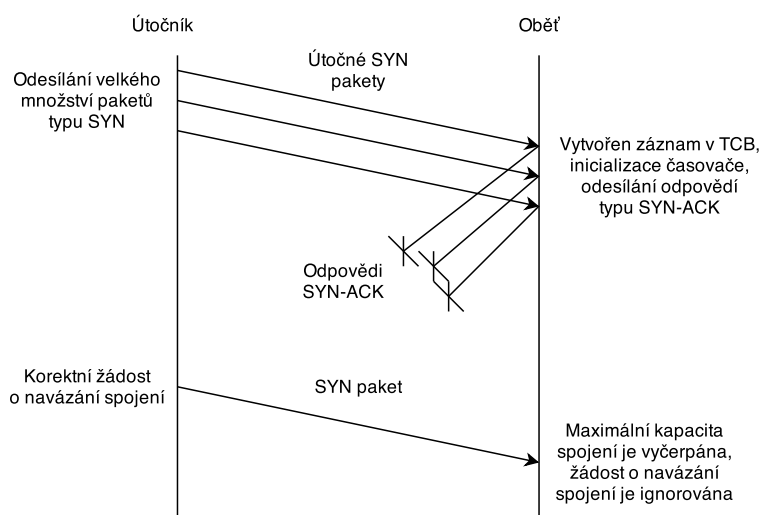 Útočník
Oběť
Odesílání velkého
množství paketů
typu SYN
Útočné SYN
pakety
Vytvořen záznam v TCB,
inicializace časovače,
odesílání odpovědí
typu SYN-ACK
Odpovědi
SYN-ACK
Korektní žádost
o navázání spojení
SYN paket
Maximální kapacita
spojení je vyčerpána,
žádost o navázání
spojení je ignorována